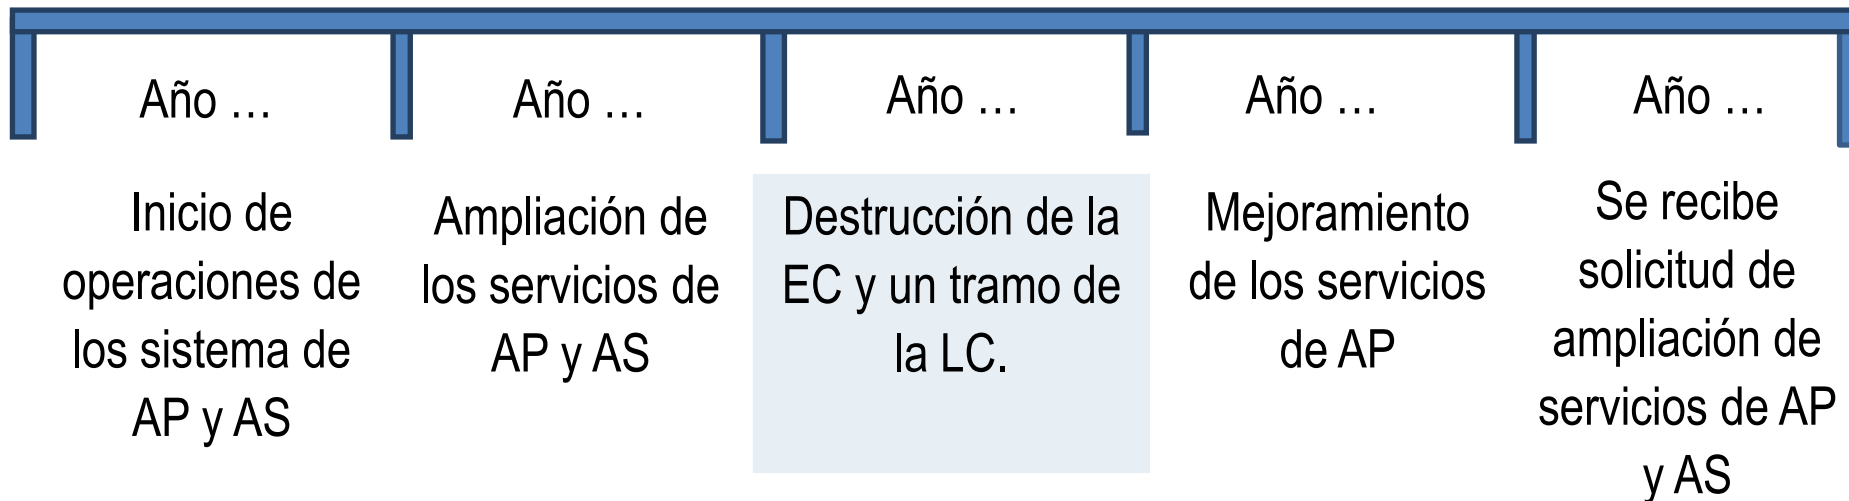 Año …
Inicio de
operaciones de
los sistema de
AP y AS
Año …
Ampliación de
los servicios de
AP y AS
Año …
Destrucción de la
EC y un tramo de
la LC.
Año …
Mejoramiento
de los servicios
de AP
Año …
Se recibe
solicitud de
ampliación de
servicios de AP
y AS